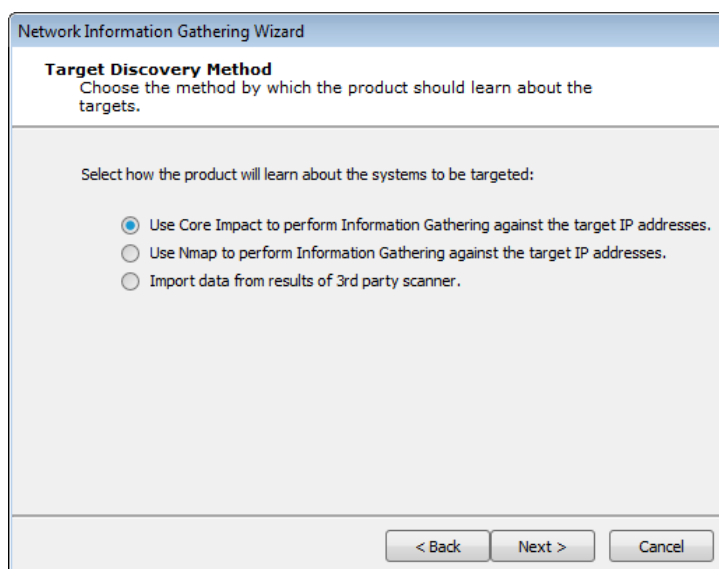 Network Information Gathering Wizard
Target Discovery Method
Choose the method by which the product should learn about the
targets.
Select how the product will learn about the systems to be targeted:
Use Core Impact to perform Information Gathering against the target IP addresses.
Use Nmap to perform Information Gathering against the target IP addresses.
Import data from results of 3rd party scanner.
< Back
Next >
Cancel